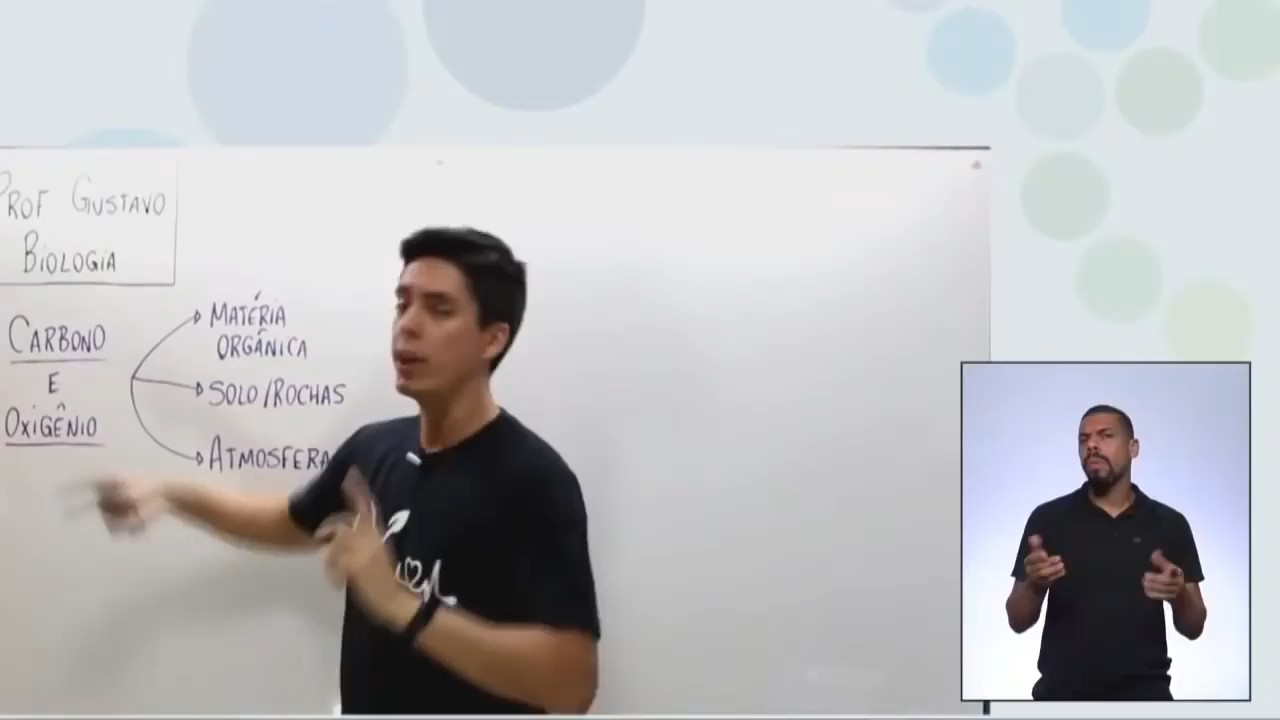 PROF GUSTAVO
BIOLOGIA
CARBONO
E
OXIGÊNIO
MATÉRIA
ORGÂNICA
SOLO/ROCHAS
ATMOSFERA